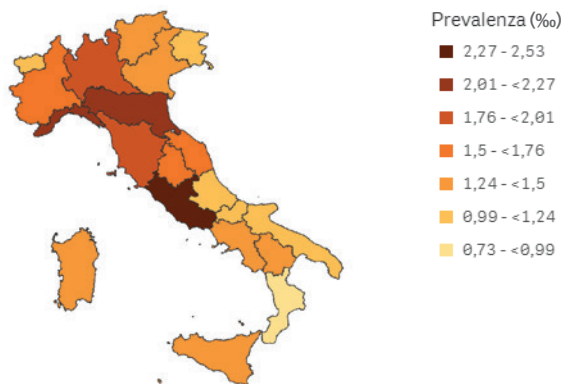 Prevalenza (‰)
2,27 - 2,53
2,01 - <2,27
1,76 - <2,01
1,5 - <1,76
1,24 - <1,5
0,99 - <1,24
0,73 - <0,99